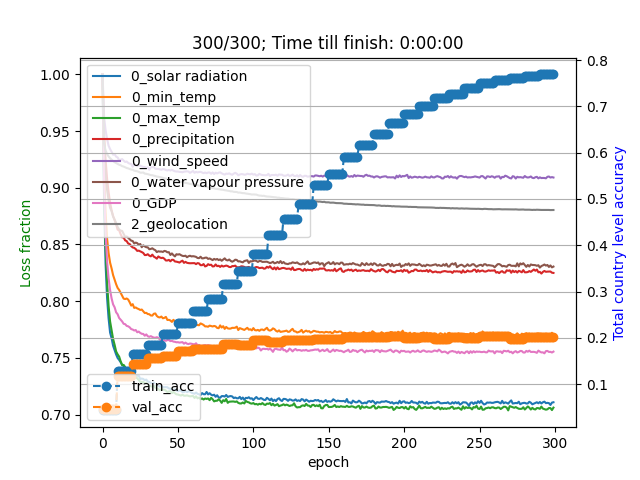 300/300; Time till finish: 0:00:00
0_solar radiation
0_min_temp
0_max_temp
0_precipitation
0_wind_speed
0_water vapour pressure
0_GDP
2_geolocation
train_acc
val_acc
Loss fraction
1.00
0.95
0.90
0.85
0.80
0.75
0.70
0
50
100
150
200
250
300
epoch
0.8
0.7
0.6
0.5
0.4
0.3
0.2
0.1
Total country level accuracy